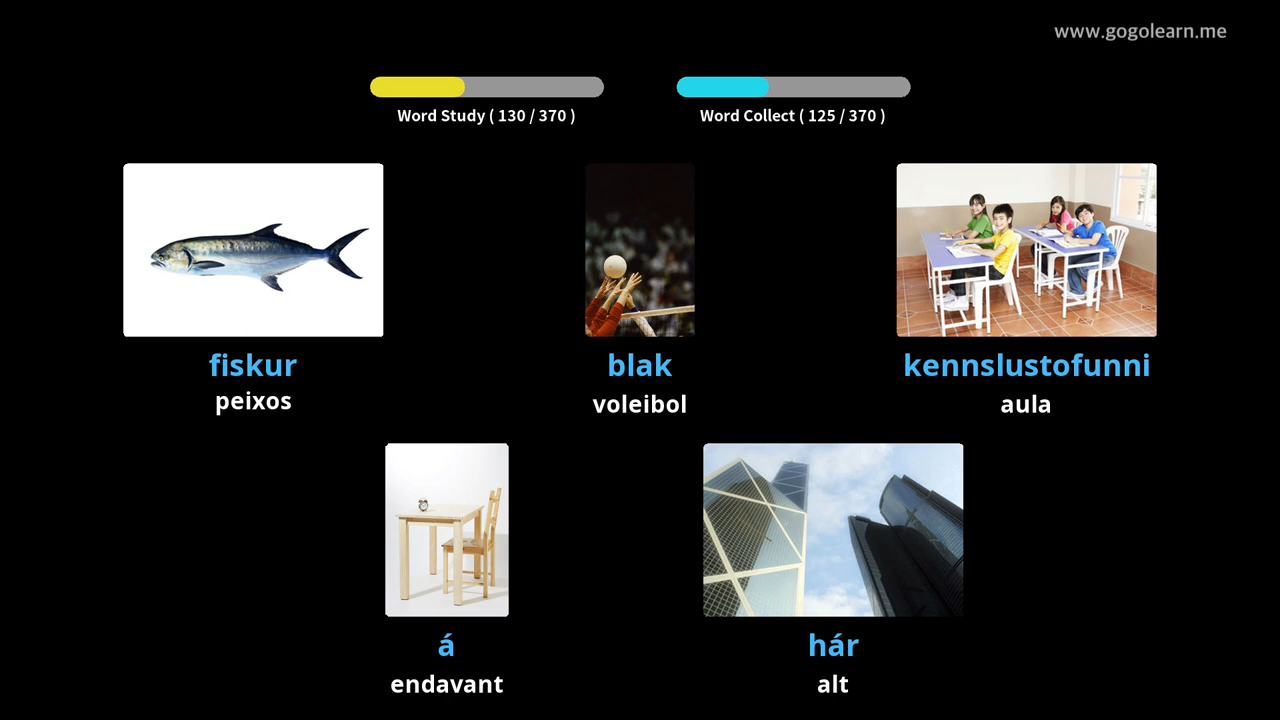 www.gogolearn.me
Word Study ( 130 / 370 )
Word Collect ( 125 / 370 )
fiskur
peixos
blak
voleibol
kennslustofunni
aula
á
endavant
hár
alt